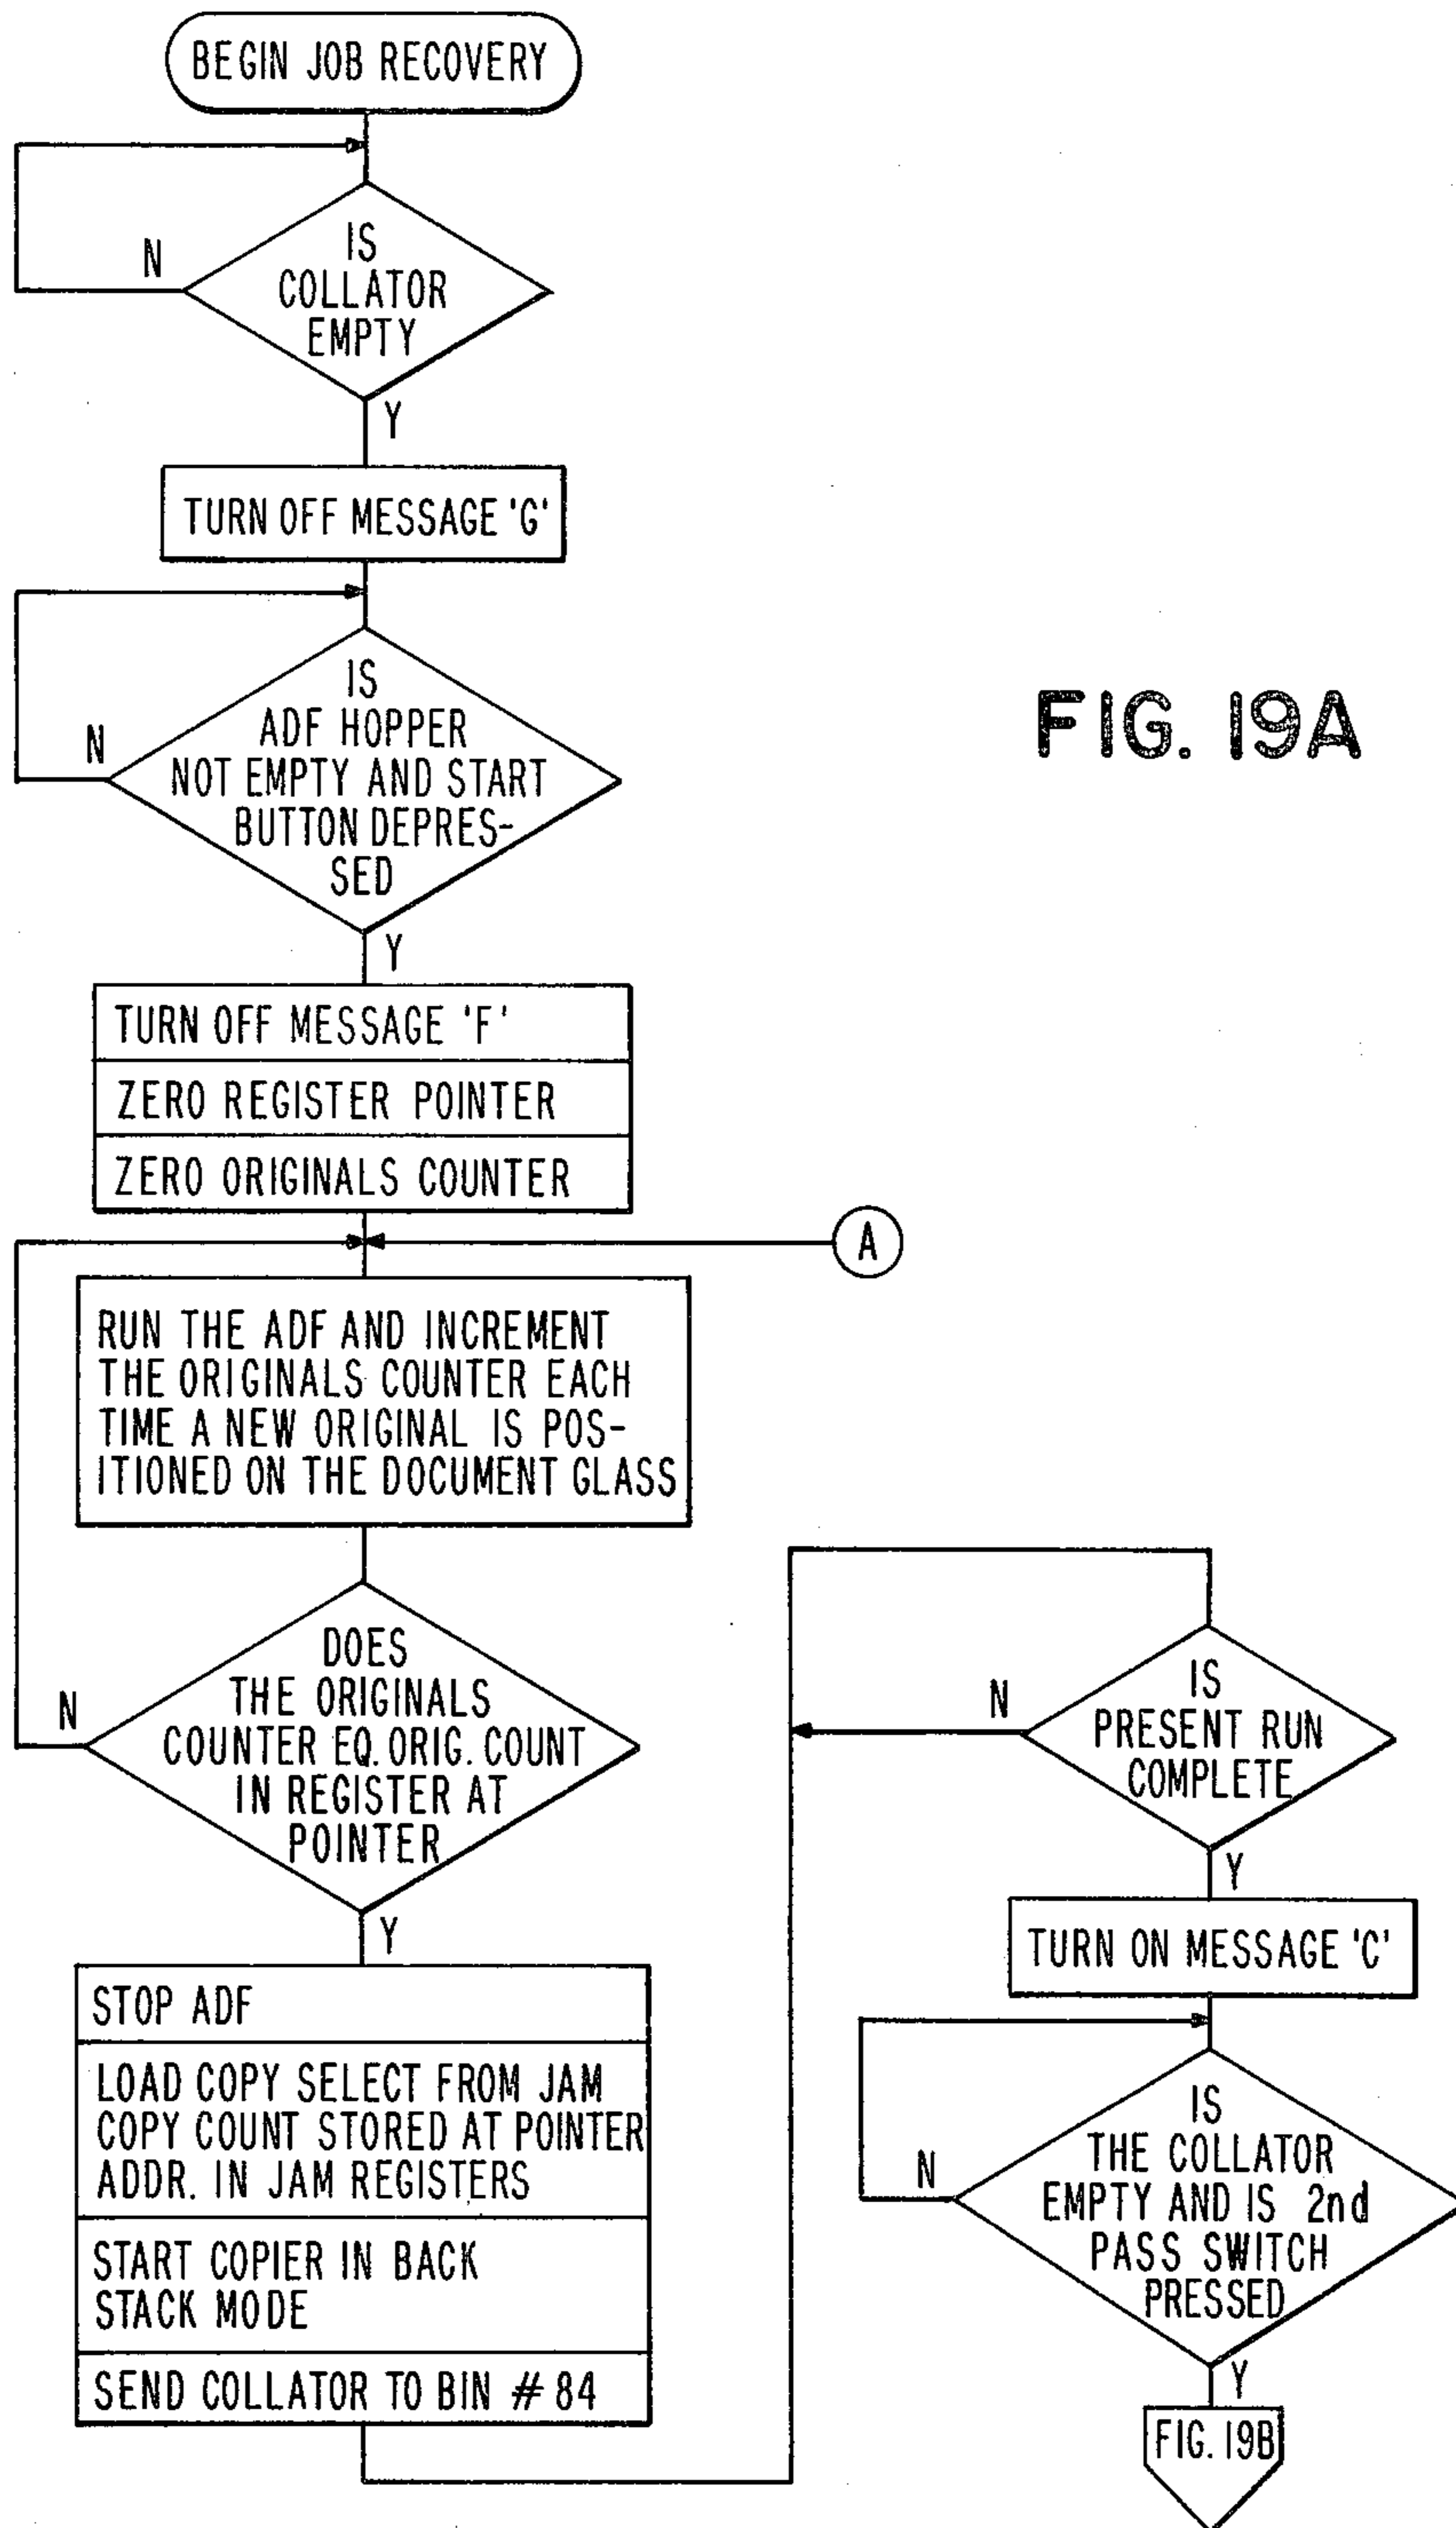 BEGIN JOB RECOVERY
IS
COLLATOR
EMPTY
N
Y
TURN OFF MESSAGE 'G'
IS
ADF HOPPER
NOT EMPTY AND START
BUTTON DEPRES-
SED
N
Y
FIG. 19A
TURN OFF MESSAGE 'F'
ZERO REGISTER POINTER
ZERO ORIGINALS COUNTER
A
RUN THE ADF AND INCREMENT
THE ORIGINALS COUNTER EACH
TIME A NEW ORIGINAL IS POS-
ITIONED ON THE DOCUMENT GLASS
DOES
THE ORIGINALS
COUNTER EQ. ORIG. COUNT
IN REGISTER AT
POINTER
N
Y
STOP ADF
LOAD COPY SELECT FROM JAM
COPY COUNT STORED AT POINTER
ADDR. IN JAM REGISTERS
START COPIER IN BACK
STACK MODE
SEND COLLATOR TO BIN # 84
IS
PRESENT RUN
COMPLETE
N
Y
TURN ON MESSAGE 'C'
IS
THE COLLATOR
EMPTY AND IS 2nd
PASS SWITCH
PRESSED
N
Y
FIG. 19B